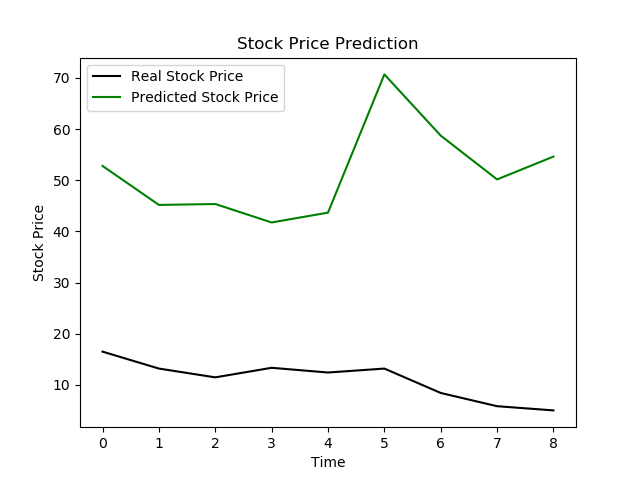 Stock Price Prediction
Real Stock Price
Predicted Stock Price
Stock Price
70
60
50
40
30
20
10
0 1 2 3 4 5 6 7 8
Time